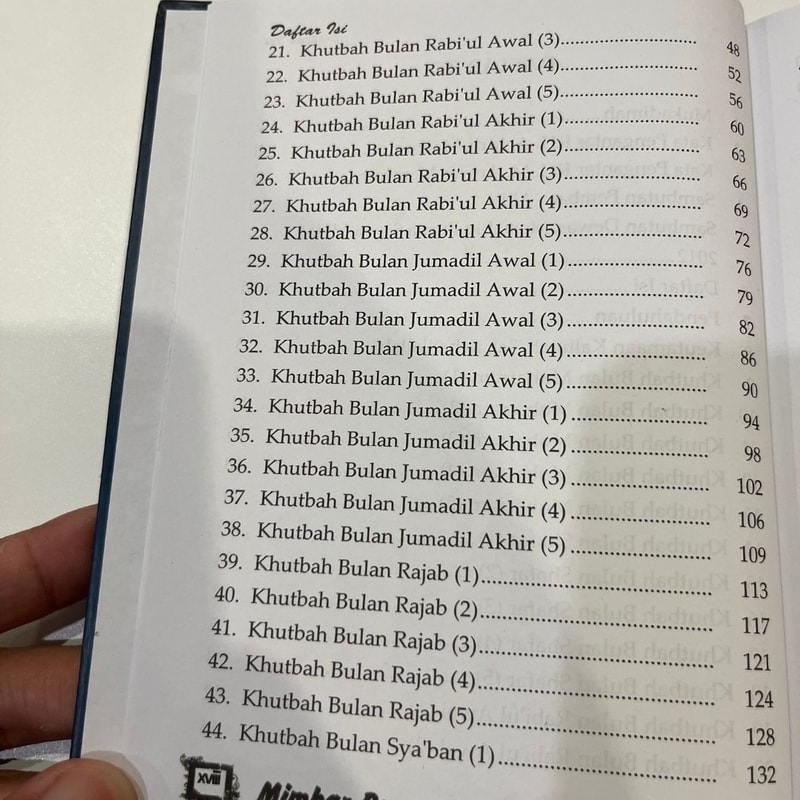 Daftar Isi
21. Khutbah Bulan Rabi'ul Awal (3)............................ 48
22. Khutbah Bulan Rabi'ul Awal (4)............................ 52
23. Khutbah Bulan Rabi'ul Awal (5)............................ 56
24. Khutbah Bulan Rabi'ul Akhir (1)........................... 60
25. Khutbah Bulan Rabi'ul Akhir (2)........................... 63
26. Khutbah Bulan Rabi'ul Akhir (3)........................... 66
27. Khutbah Bulan Rabi'ul Akhir (4)........................... 69
28. Khutbah Bulan Rabi'ul Akhir (5)........................... 72
29. Khutbah Bulan Jumadil Awal (1)........................... 76
30. Khutbah Bulan Jumadil Awal (2)........................... 79
31. Khutbah Bulan Jumadil Awal (3)........................... 82
32. Khutbah Bulan Jumadil Awal (4)........................... 86
33. Khutbah Bulan Jumadil Awal (5)........................... 90
34. Khutbah Bulan Jumadil Akhir (1).......................... 94
35. Khutbah Bulan Jumadil Akhir (2).......................... 98
36. Khutbah Bulan Jumadil Akhir (3).......................... 102
37. Khutbah Bulan Jumadil Akhir (4).......................... 106
38. Khutbah Bulan Jumadil Akhir (5).......................... 109
39. Khutbah Bulan Rajab (1)........................................ 113
40. Khutbah Bulan Rajab (2)........................................ 117
41. Khutbah Bulan Rajab (3)........................................ 121
42. Khutbah Bulan Rajab (4)........................................ 124
43. Khutbah Bulan Rajab (5)........................................ 128
44. Khutbah Bulan Sya'ban (1)..................................... 132
xviii Mimbar